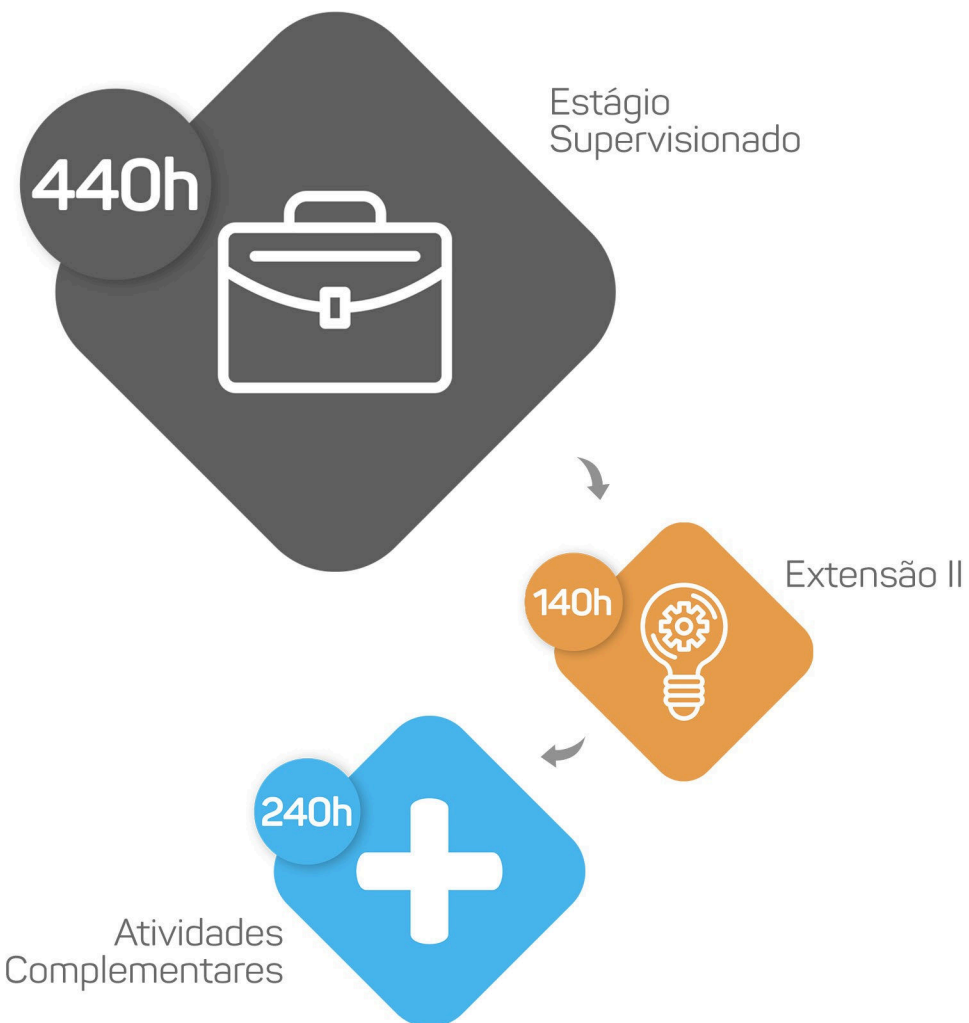 Estágio
Supervisionado
440h
Extensão II
140h
240h
Atividades
Complementares